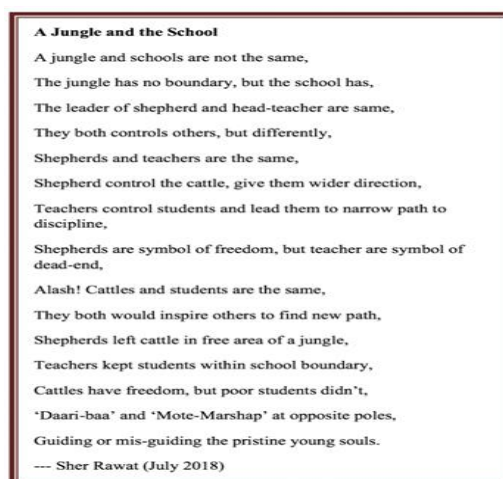 A Jungle and the School
A jungle and schools are not the same,
The jungle has no boundary, but the school has,
The leader of shepherd and head-teacher are same,
They both controls others, but differently,
Shepherds and teachers are the same,
Shepherd control the cattle, give them wider direction,
Teachers control students and lead them to narrow path to
discipline,
Shepherds are symbol of freedom, but teacher are symbol of
dead-end,
Alash! Cattles and students are the same,
They both would inspire others to find new path,
Shepherds left cattle in free area of a jungle,
Teachers kept students within school boundary,
Cattles have freedom, but poor students didn't,
'Daari-baa' and 'Mote-Marshap' at opposite poles,
Guiding or mis-guiding the pristine young souls.
--- Sher Rawat (July 2018)